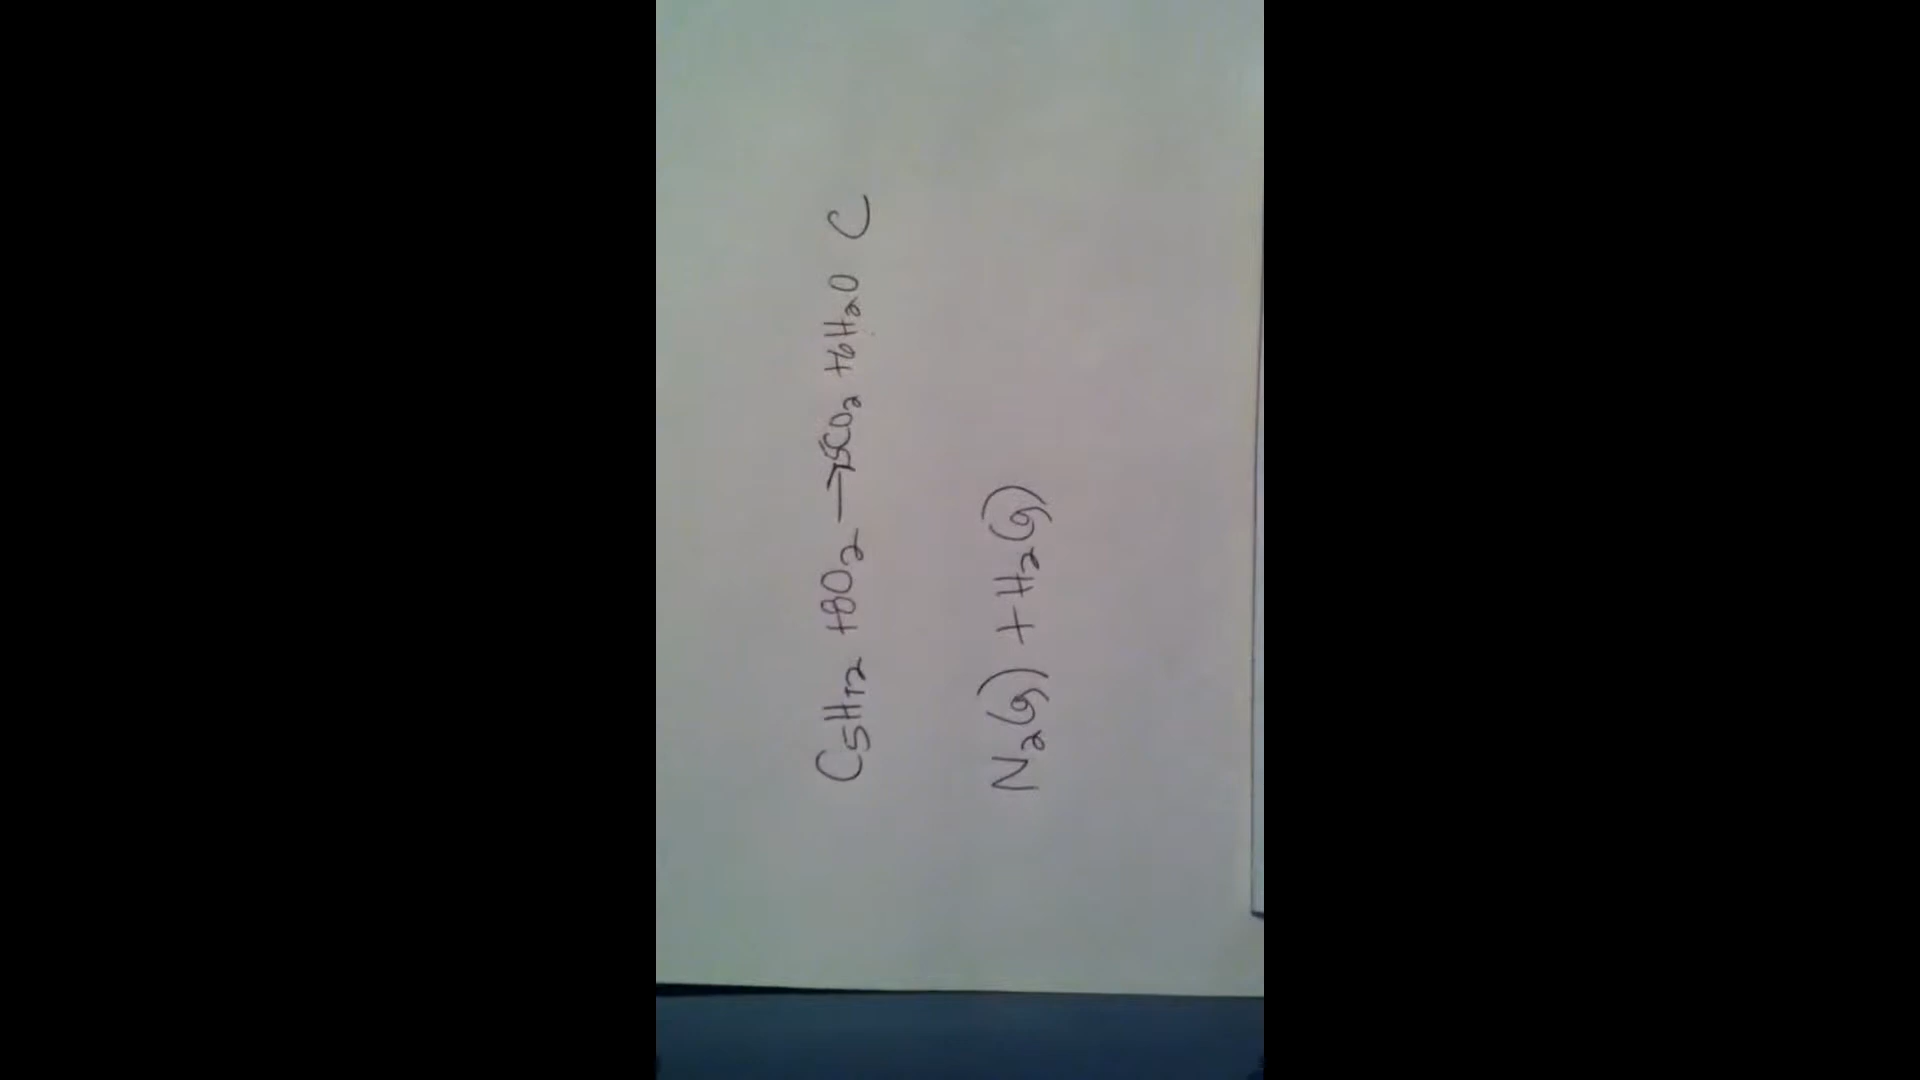 C₅H₁₂ +8O₂ → 5CO₂ +6H₂O C
N₂(g) + H₂(g)